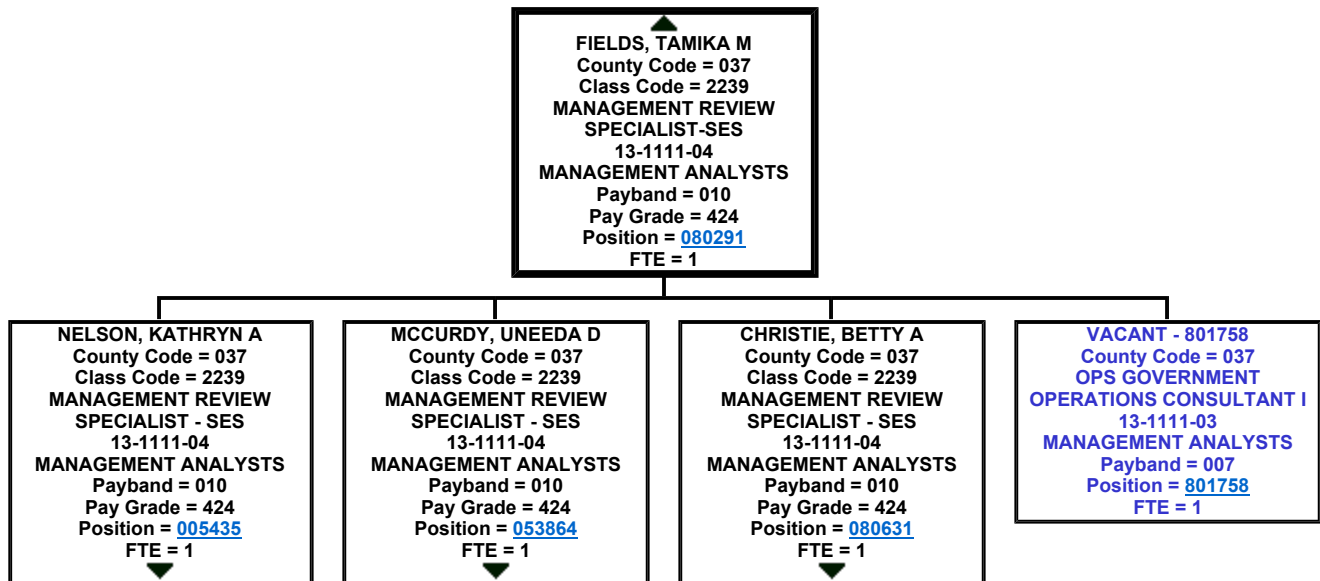 FIELDS, TAMIKA M
County Code = 037
Class Code = 2239
MANAGEMENT REVIEW
SPECIALIST-SES
13-1111-04
MANAGEMENT ANALYSTS
Payband = 010
Pay Grade = 424
Position = 080291
FTE = 1
NELSON, KATHRYN A
County Code = 037
Class Code = 2239
MANAGEMENT REVIEW
SPECIALIST - SES
13-1111-04
MANAGEMENT ANALYSTS
Payband = 010
Pay Grade = 424
Position = 005435
FTE = 1
MCCURDY, UNEEDA D
County Code = 037
Class Code = 2239
MANAGEMENT REVIEW
SPECIALIST - SES
13-1111-04
MANAGEMENT ANALYSTS
Payband = 010
Pay Grade = 424
Position = 053864
FTE = 1
CHRISTIE, BETTY A
County Code = 037
Class Code = 2239
MANAGEMENT REVIEW
SPECIALIST - SES
13-1111-04
MANAGEMENT ANALYSTS
Payband = 010
Pay Grade = 424
Position = 080631
FTE = 1
VACANT - 801758
County Code = 037
OPS GOVERNMENT
OPERATIONS CONSULTANT I
13-1111-03
MANAGEMENT ANALYSTS
Payband = 007
Position = 801758
FTE = 1